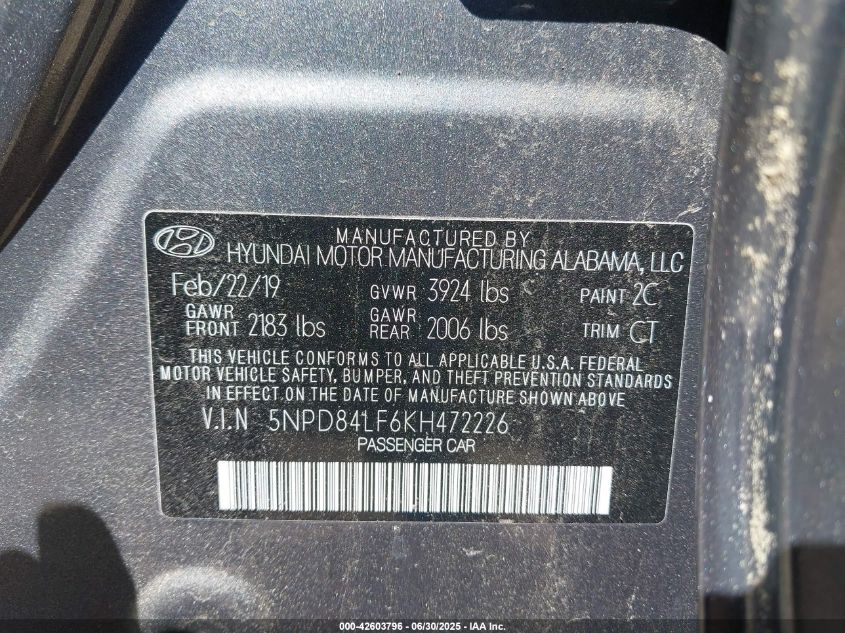 MANUFACTURED BY
HYUNDAI MOTOR MANUFACTURING ALABAMA, LLC
Feb/22/19 GVWR 3924 lbs PAINT 2C
GAWR FRONT 2183 lbs GAWR REAR 2006 lbs TRIM CT
THIS VEHICLE CONFORMS TO ALL APPLICABLE U.S.A. FEDERAL
MOTOR VEHICLE SAFETY, BUMPER, AND THEFT PREVENTION STANDARDS
IN EFFECT ON THE DATE OF MANUFACTURE SHOWN ABOVE
V.I.N 5NPD84LF6KH472226
PASSENGER CAR
000-42603796 - 06/30/2025 - IAA Inc.